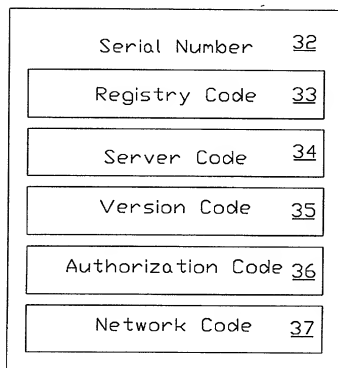 Serial Number 32
Registry Code 33
Server Code 34
Version Code 35
Authorization Code 36
Network Code 37